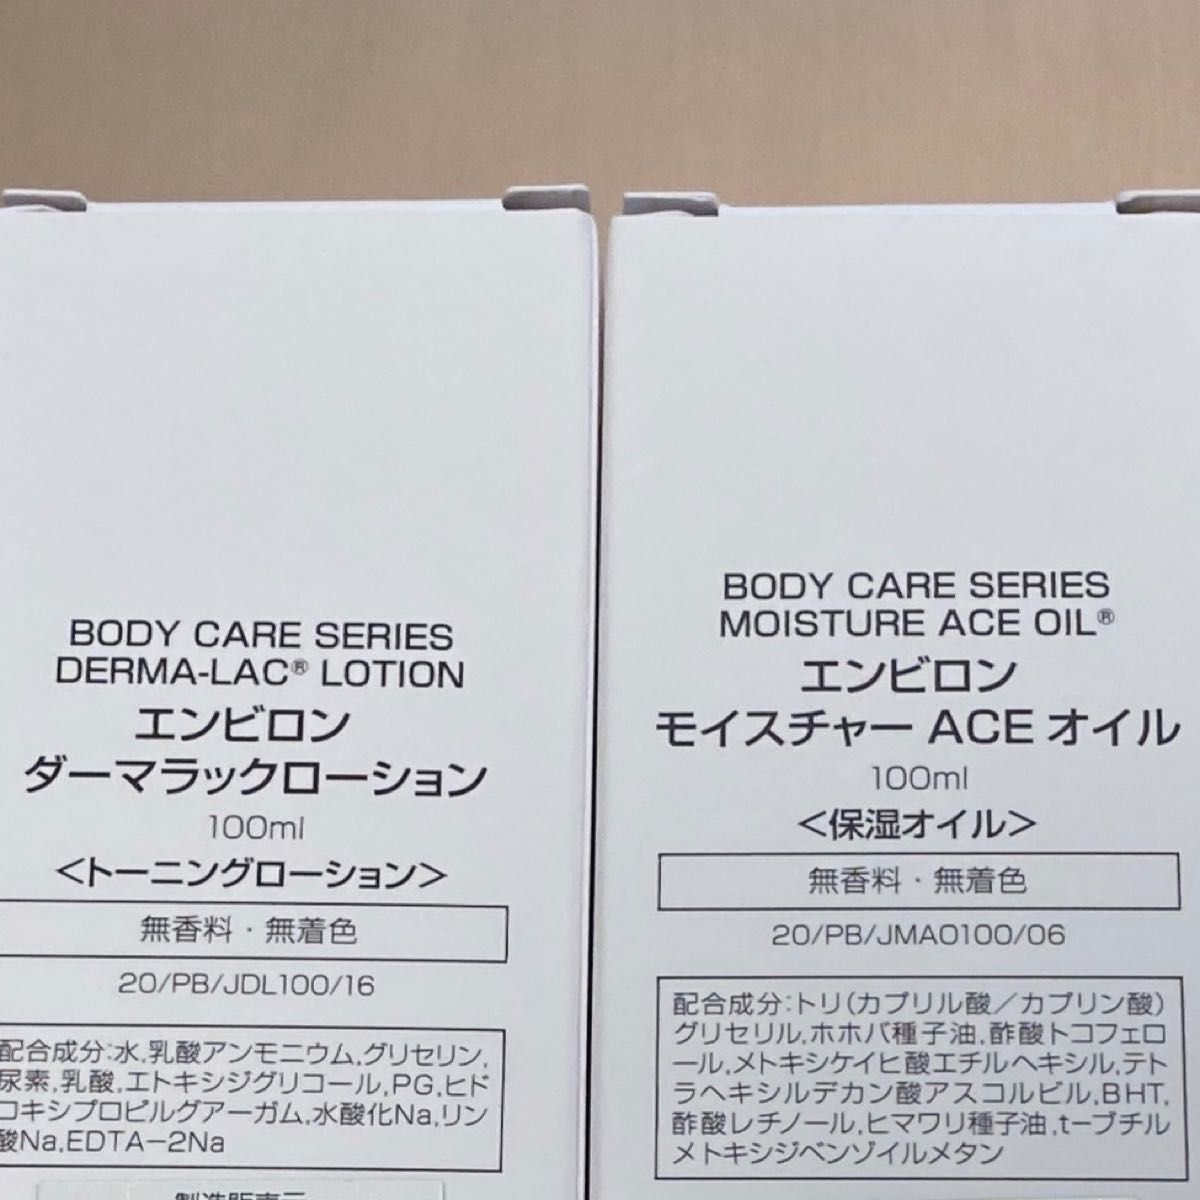 BODY CARE SERIES
DERMA-LAC® LOTION
エンビロン
ダーマラックローション
100ml
<トーニングローション>
無香料・無着色
20/PB/JDL100/16
配合成分:水,乳酸アンモニウム,グリセリン,
尿素,乳酸,エトキシジグリコール,PG,ヒド
ロキシプロピルグアーガム,水酸化Na,リン
酸Na,EDTA-2Na
製造販売元
BODY CARE SERIES
MOISTURE ACE OIL®
エンビロン
モイスチャー ACE オイル
100ml
<保湿オイル>
無香料・無着色
20/PB/JMAO100/06
配合成分:トリ(カプリル酸/カプリン酸)
グリセリル,ホホバ種子油,酢酸トコフェロ
ール,メトキシケイヒ酸エチルヘキシル,テト
ラヘキシルデカン酸アスコルビル,BHT,
酢酸レチノール,ヒマワリ種子油,t-ブチル
メトキシジベンゾイルメタン